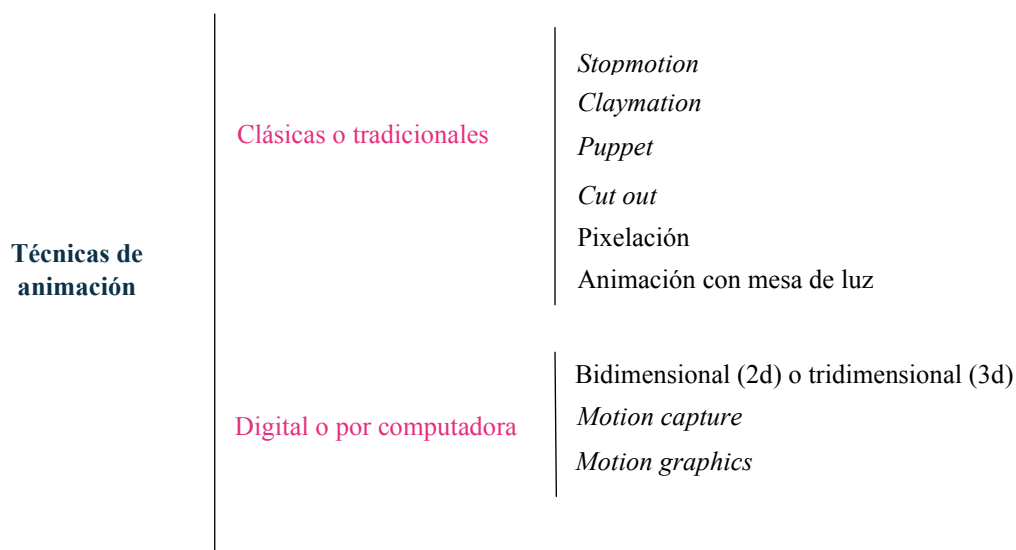 Técnicas de
animación
Clásicas o tradicionales
Stopmotion
Claymation
Puppet
Cut out
Pixelación
Animación con mesa de luz
Digital o por computadora
Bidimensional (2d) o tridimensional (3d)
Motion capture
Motion graphics